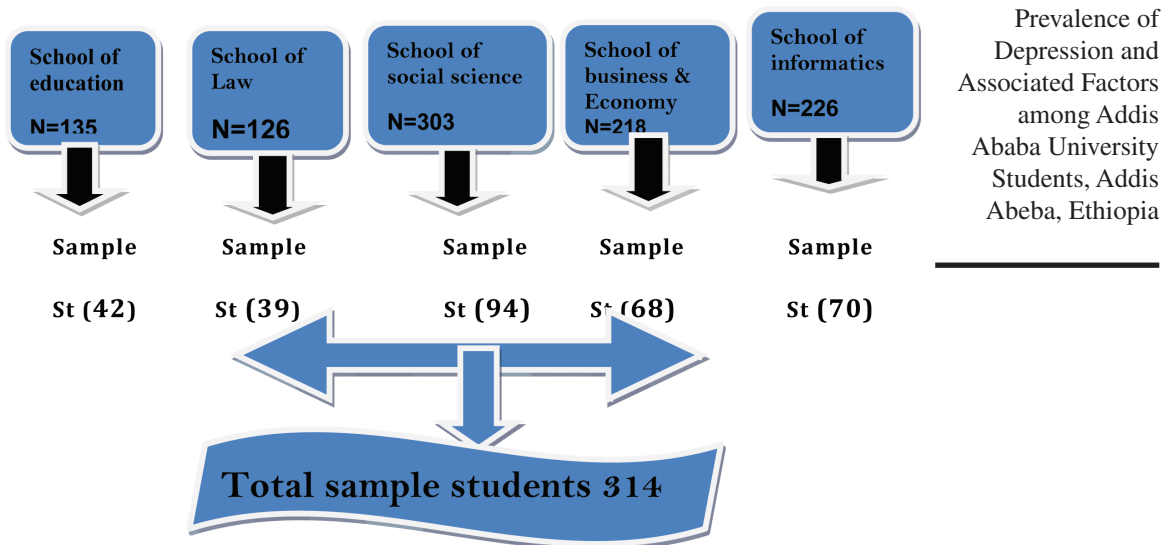 School of
education
N=135
School of
Law
N=126
School of
social science
N=303
School of
business &
Economy
N=218
School of
informatics
N=226
Sample
St (42)
Sample
St (39)
Sample
St (94)
Sample
St (68)
Sample
St (70)
Total sample students 314
Prevalence of
Depression and
Associated Factors
among Addis
Ababa University
Students, Addis
Abeba, Ethiopia